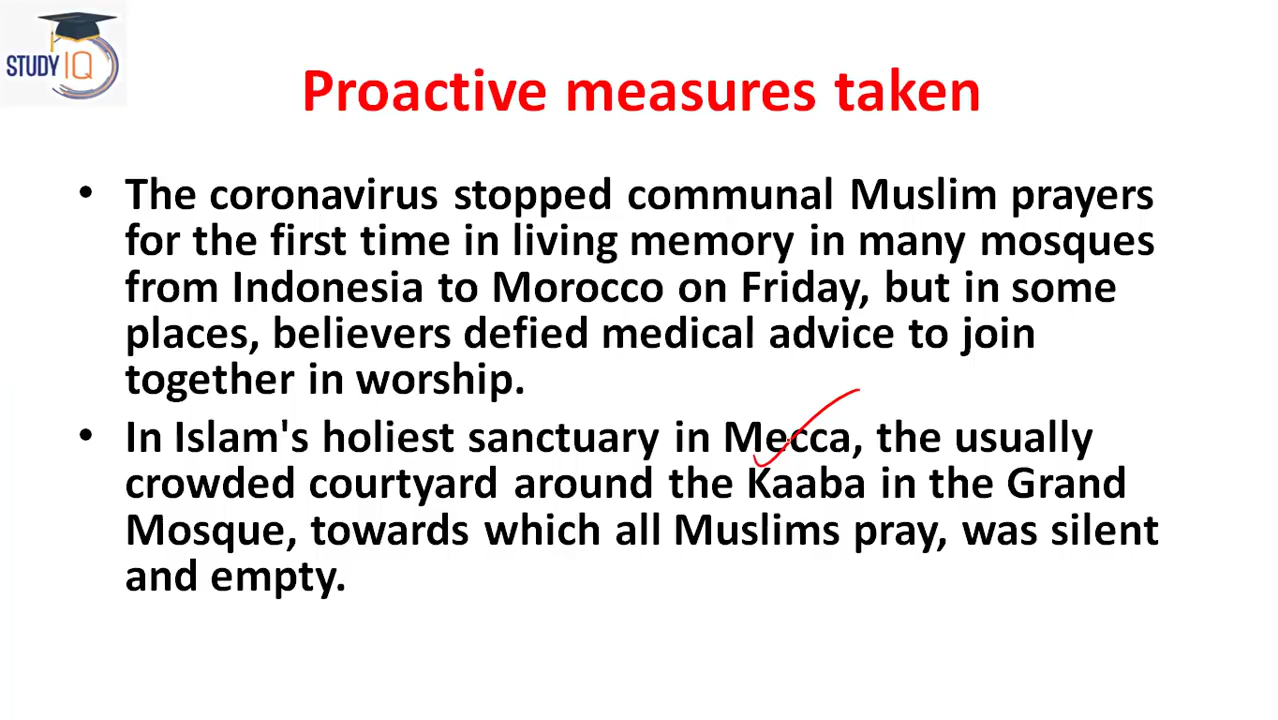 STUDY IQ
Proactive measures taken
• The coronavirus stopped communal Muslim prayers
for the first time in living memory in many mosques
from Indonesia to Morocco on Friday, but in some
places, believers defied medical advice to join
together in worship.
• In Islam's holiest sanctuary in Mecca, the usually
crowded courtyard around the Kaaba in the Grand
Mosque, towards which all Muslims pray, was silent
and empty.